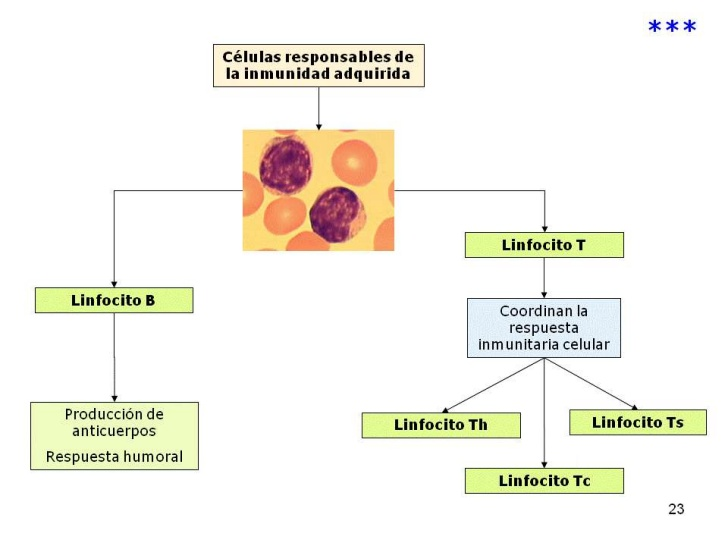 ***
Células responsables de
la inmunidad adquirida
Linfocito T
Linfocito B
Coordinan la
respuesta
inmunitaria celular
Producción de
anticuerpos
Respuesta humoral
Linfocito Th
Linfocito Ts
Linfocito Tc
23